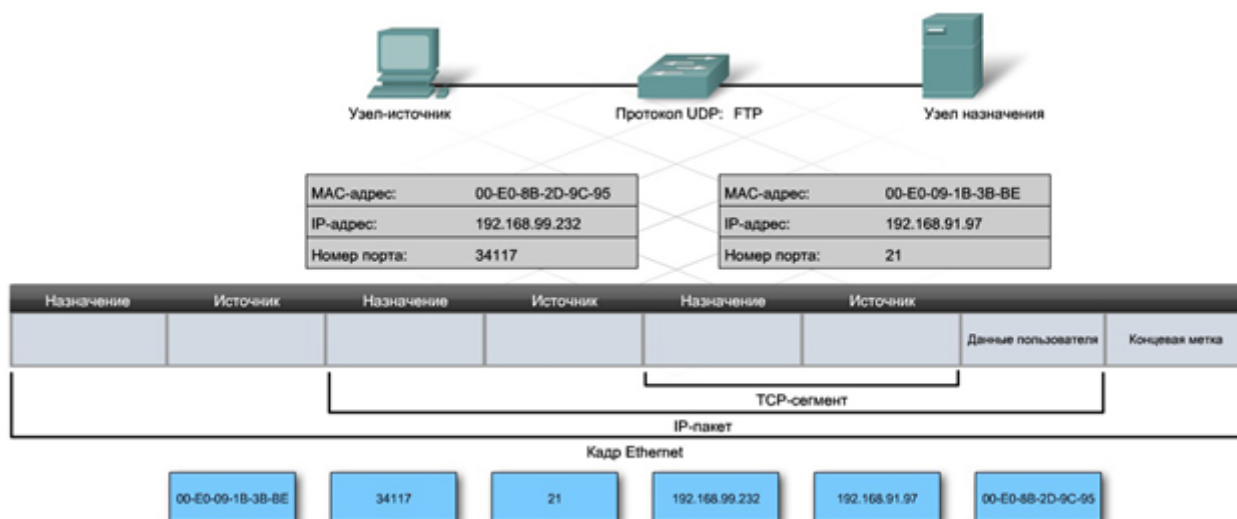 Узел-источник
Протокол UDP: FTP
Узел назначения
MAC-адрес: 00-E0-8B-2D-9C-95
IP-адрес: 192.168.99.232
Номер порта: 34117
MAC-адрес: 00-E0-09-1B-3B-BE
IP-адрес: 192.168.91.97
Номер порта: 21
Назначение Источник Назначение Источник Назначение Источник
Данные пользователя Концевая метка
TCP-сегмент
IP-пакет
Кадр Ethernet
00-E0-09-1B-3B-BE 34117 21 192.168.99.232 192.168.91.97 00-E0-8B-2D-9C-95